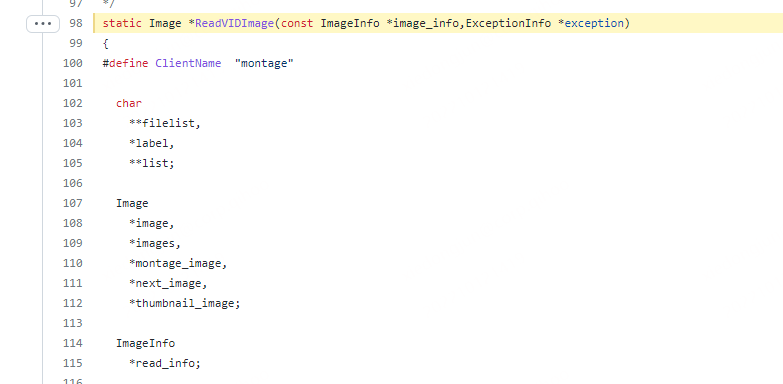 97 */
98 static Image *ReadVIDImage(const ImageInfo *image_info,ExceptionInfo *exception)
99 {
100 #define ClientName  "montage"
101
102 char
103 **filelist,
104 *label,
105 **list;
106
107 Image
108 *image,
109 *images,
110 *montage_image,
111 *next_image,
112 *thumbnail_image;
113
114 ImageInfo
115 *read_info;
116